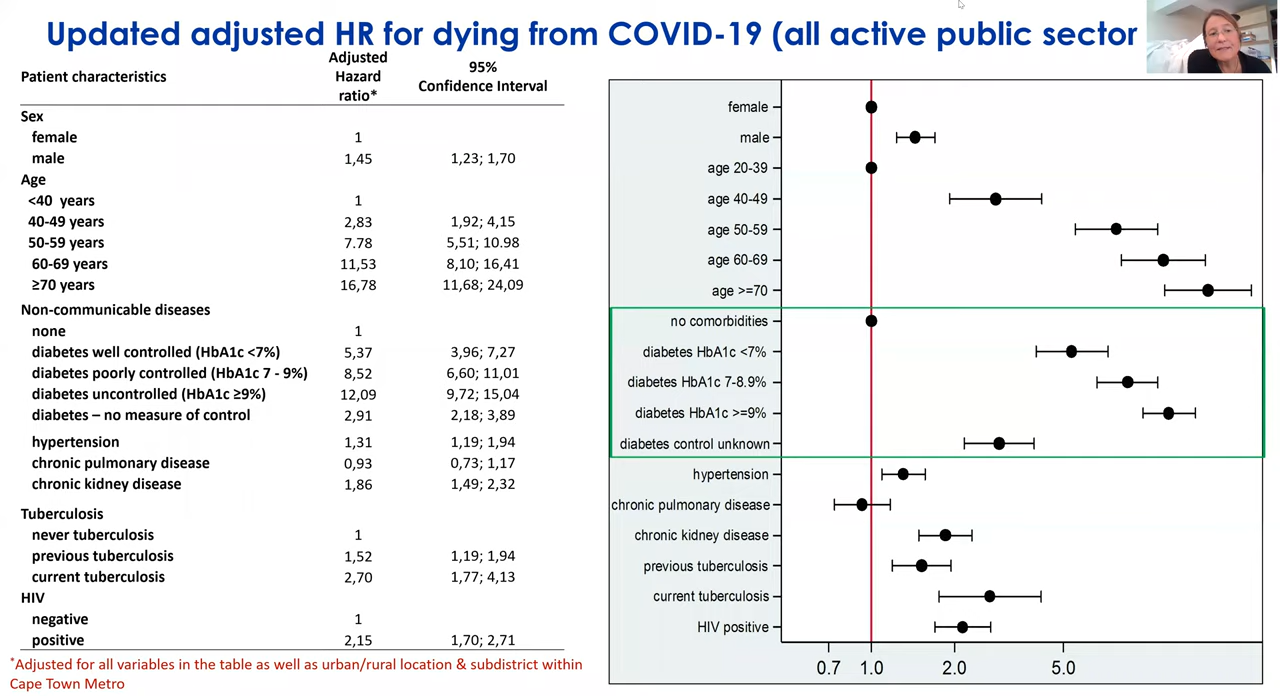 Updated adjusted HR for dying from COVID-19 (all active public sector
Patient characteristics
Adjusted
Hazard
ratio*
95%
Confidence Interval
Sex
female 1
male 1,45 1,23; 1,70
Age
<40 years 1
40-49 years 2,83 1,92; 4,15
50-59 years 7.78 5,51; 10.98
60-69 years 11,53 8,10; 16,41
≥70 years 16,78 11,68; 24,09
Non-communicable diseases
none 1
diabetes well controlled (HbA1c <7%) 5,37 3,96; 7,27
diabetes poorly controlled (HbA1c 7 - 9%) 8,52 6,60; 11,01
diabetes uncontrolled (HbA1c ≥9%) 12,09 9,72; 15,04
diabetes – no measure of control 2,91 2,18; 3,89
hypertension 1,31 1,19; 1,94
chronic pulmonary disease 0,93 0,73; 1,17
chronic kidney disease 1,86 1,49; 2,32
Tuberculosis
never tuberculosis 1
previous tuberculosis 1,52 1,19; 1,94
current tuberculosis 2,70 1,77; 4,13
HIV
negative 1
positive 2,15 1,70; 2,71
*Adjusted for all variables in the table as well as urban/rural location & subdistrict within
Cape Town Metro
female
male
age 20-39
age 40-49
age 50-59
age 60-69
age >=70
no comorbidities
diabetes HbA1c <7%
diabetes HbA1c 7-8.9%
diabetes HbA1c >=9%
diabetes control unknown
hypertension
chronic pulmonary disease
chronic kidney disease
previous tuberculosis
current tuberculosis
HIV positive
0.7 1.0 2.0 5.0